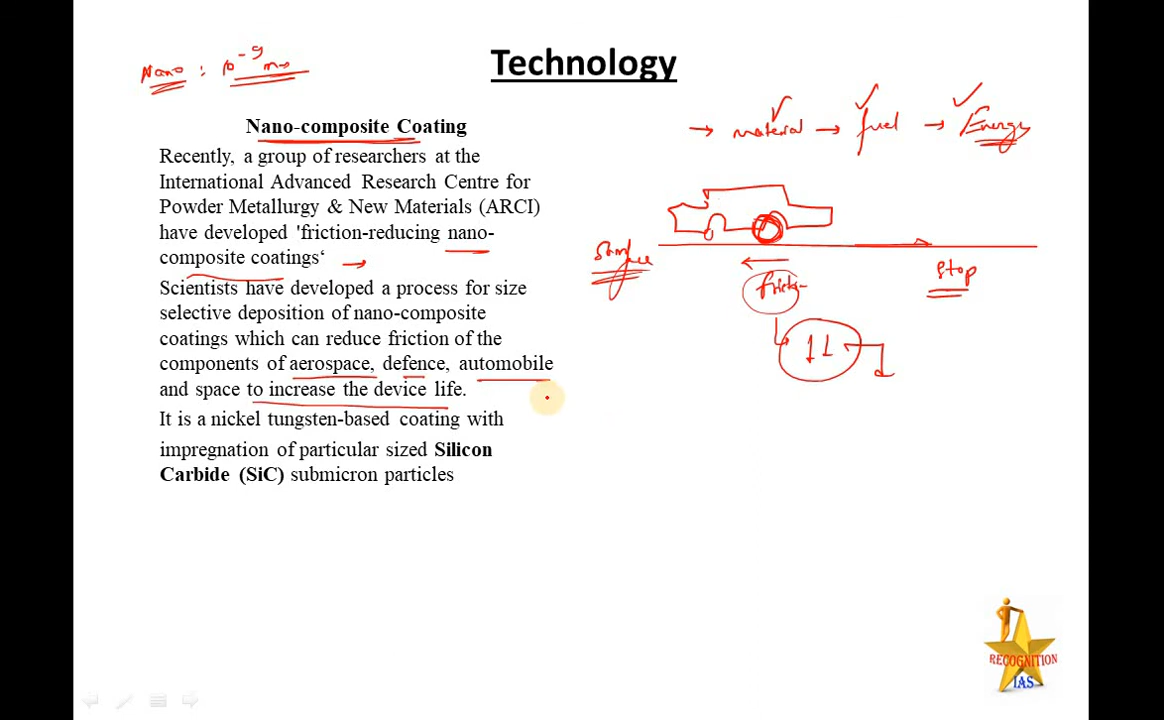 Technology
Nano : 10⁻⁹ m
→ material → fuel → Energy
Nano-composite Coating
Recently, a group of researchers at the
International Advanced Research Centre for
Powder Metallurgy & New Materials (ARCI)
have developed 'friction-reducing nano-
composite coatings‘ →
Scientists have developed a process for size
selective deposition of nano-composite
coatings which can reduce friction of the
components of aerospace, defence, automobile
and space to increase the device life.
It is a nickel tungsten-based coating with
impregnation of particular sized Silicon
Carbide (SiC) submicron particles
Surface
Stop
RECOGNITION
IAS